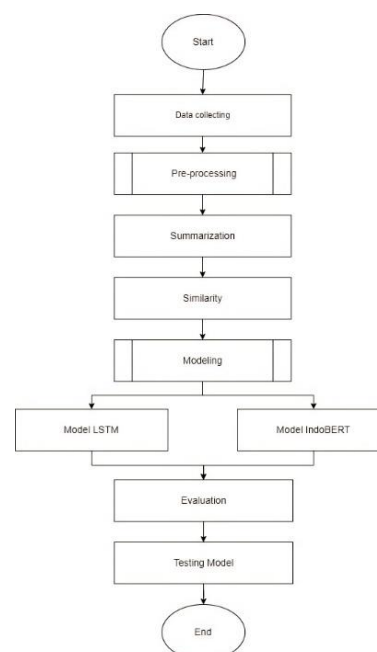 Start
Data collecting
Pre-processing
Summarization
Similarity
Modeling
Model LSTM
Model IndoBERT
Evaluation
Testing Model
End